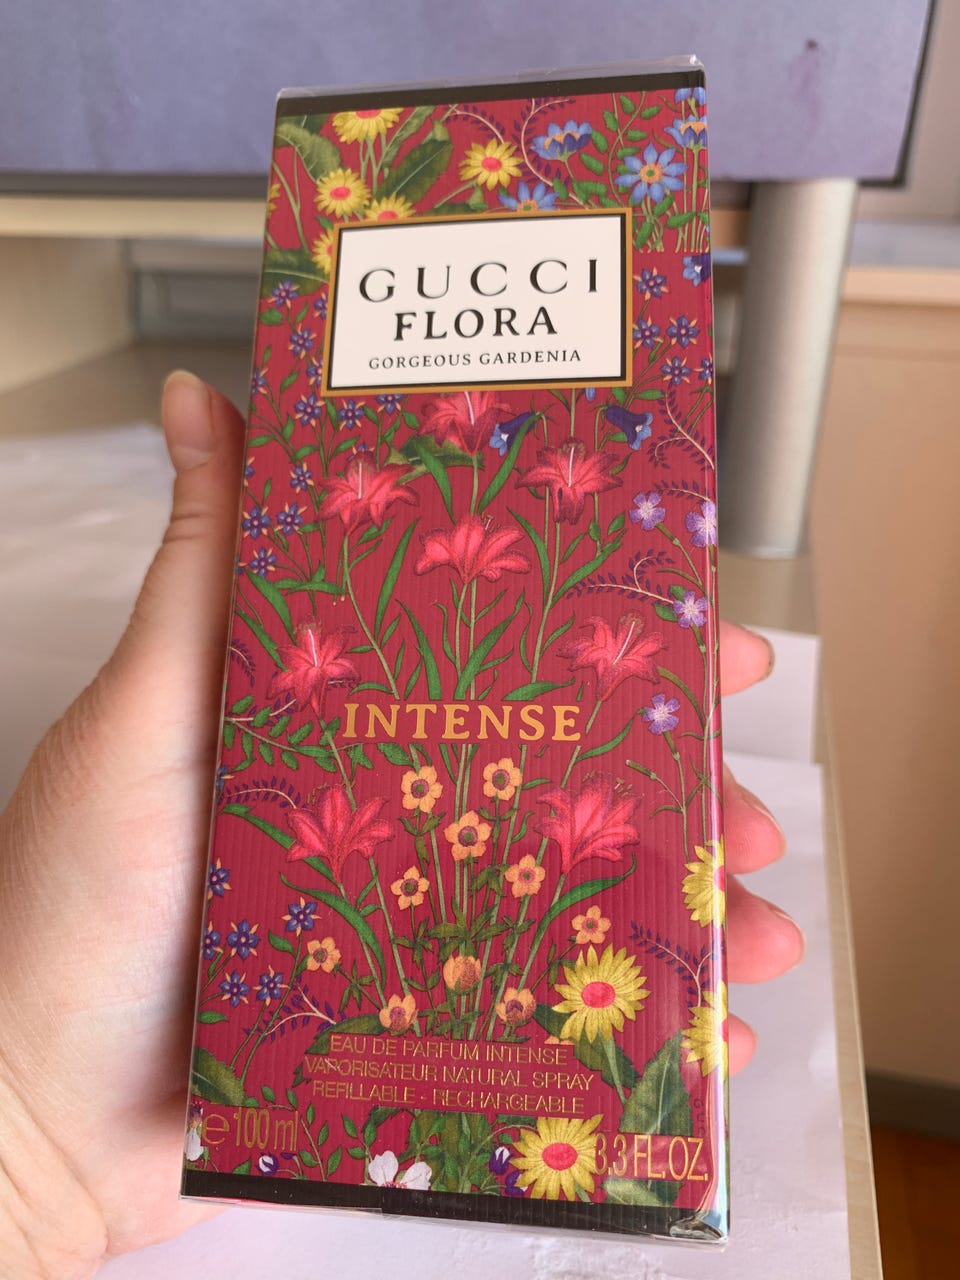 GUCCI
FLORA
GORGEOUS GARDENIA
INTENSE
EAU DE PARFUM INTENSE
VAPORISATEUR NATURAL SPRAY
REFILLABLE - RECHARGEABLE
e 100 ml
3.3 FL. OZ.